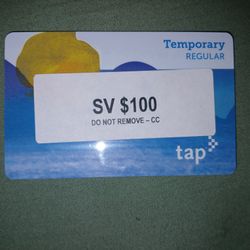 Temporary
REGULAR
SV $100
DO NOT REMOVE – CC
tap